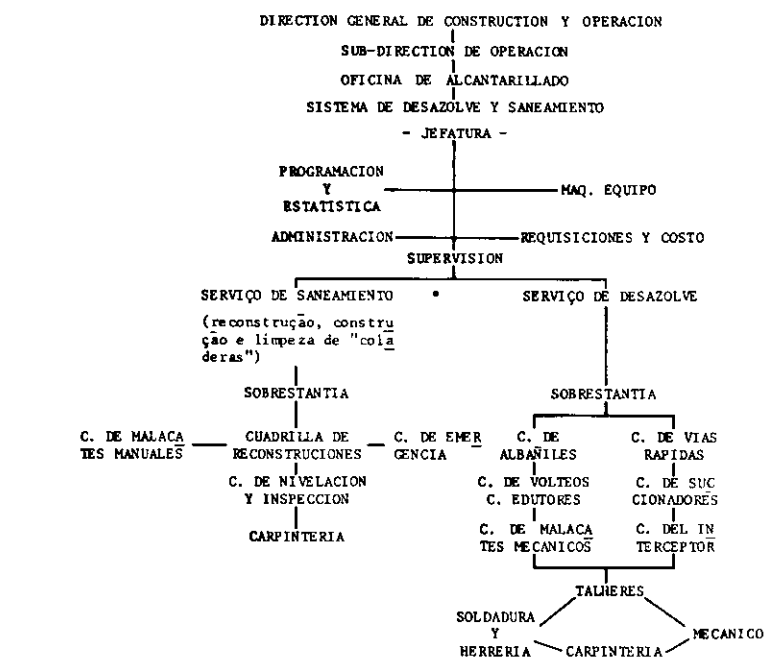 DIRECTION GENERAL DE CONSTRUCTION Y OPERACION
SUB-DIRECTION DE OPERACION
OFICINA DE ALCANTARILLADO
SISTEMA DE DESAZOLVE Y SANEAMIENTO
- JEFATURA -
PROGRAMACION
Y
ESTATISTICA
MAQ. EQUIPO
ADMINISTRACION
REQUISICIONES Y COSTO
SUPERVISION
SERVIÇO DE SANEAMIENTO
(reconstrução, constru
ção e limpeza de "cola
deras")
SOBRESTANTIA
C. DE MALACA
TES MANUALES
CUADRILLA DE
RECONSTRUCIONES
C. DE EMER
GENCIA
C. DE NIVELACION
Y INSPECCION
CARPINTERIA
SERVIÇO DE DESAZOLVE
SOBRESTANTIA
C. DE
ALBAÑILES
C. DE VOLTEOS
C. EDUTORES
C. DE MALACA
TES MECANICOS
C. DE VIAS
RAPIDAS
C. DE SUC
CIONADORES
C. DEL IN
TERCEPTOR
TALHERES
SOLDADURA
Y
HERRERIA
CARPINTERIA
MECANICO